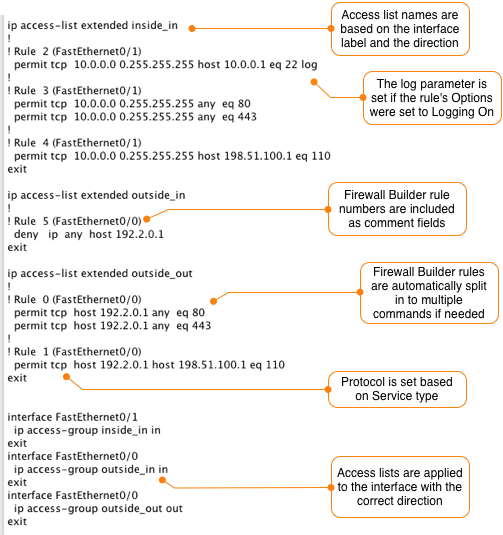 ip access-list extended inside_in
!
! Rule  2 (FastEthernet0/1)
permit tcp  10.0.0.0 0.255.255.255 host 10.0.0.1 eq 22 log
!
! Rule  3 (FastEthernet0/1)
permit tcp  10.0.0.0 0.255.255.255 any  eq 80
permit tcp  10.0.0.0 0.255.255.255 any  eq 443
!
! Rule  4 (FastEthernet0/1)
permit tcp  10.0.0.0 0.255.255.255 host 198.51.100.1 eq 110
exit
ip access-list extended outside_in
!
! Rule  5 (FastEthernet0/0)
deny   ip  any  host 192.2.0.1
exit
ip access-list extended outside_out
!
! Rule  0 (FastEthernet0/0)
permit tcp  host 192.2.0.1 any  eq 80
permit tcp  host 192.2.0.1 any  eq 443
!
! Rule  1 (FastEthernet0/0)
permit tcp  host 192.2.0.1 host 198.51.100.1 eq 110
exit
interface FastEthernet0/1
ip access-group inside_in in
exit
interface FastEthernet0/0
ip access-group outside_in in
exit
interface FastEthernet0/0
ip access-group outside_out out
exit
Access list names are
based on the interface
label and the direction
The log parameter is
set if the rule's Options
were set to Logging On
Firewall Builder rule
numbers are included
as comment fields
Firewall Builder rules
are automatically split
in to multiple
commands if needed
Protocol is set based
on Service type
Access lists are applied
to the interface with the
correct direction